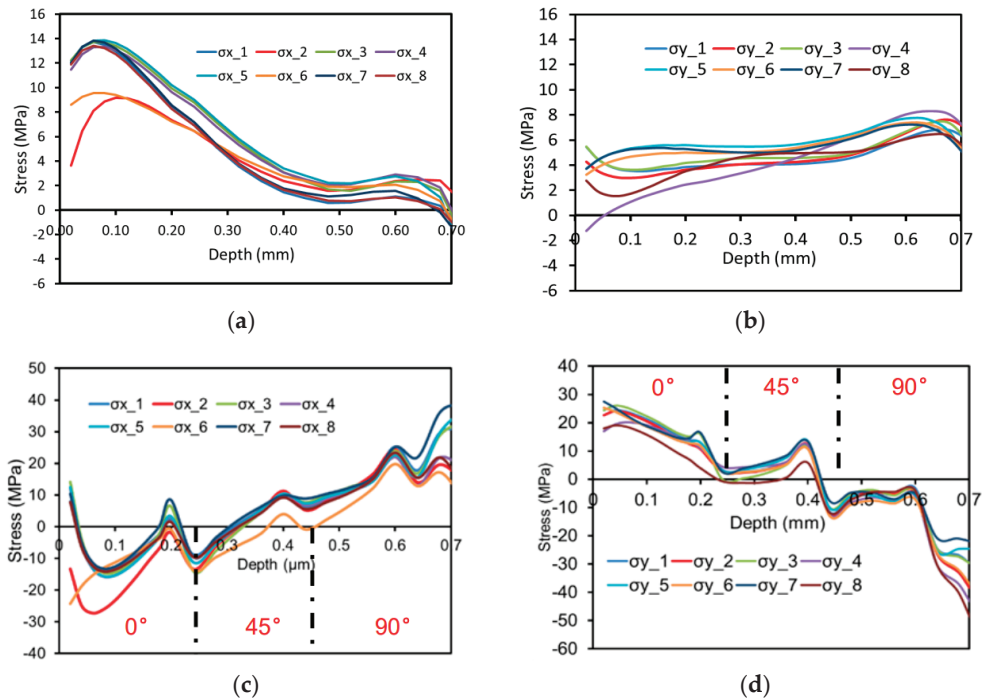 16
14
12
10
8
6
4
2
0
-2
-4
-6
Stress (MPa)
σx_1 σx_2 σx_3 σx_4
σx_5 σx_6 σx_7 σx_8
0.00 0.10 0.20 0.30 0.40 0.50 0.60 0.70
Depth (mm)
(a)
16
14
12
10
8
6
4
2
0
-2
-4
-6
Stress (MPa)
σy_1 σy_2 σy_3 σy_4
σy_5 σy_6 σy_7 σy_8
0 0.1 0.2 0.3 0.4 0.5 0.6 0.7
Depth (mm)
(b)
50
40
30
20
10
0
-10
-20
-30
-40
Stress (MPa)
σx_1 σx_2 σx_3 σx_4
σx_5 σx_6 σx_7 σx_8
0 0.1 0.2 0.3 0.4 0.5 0.6 0.7
Depth (µm)
0° 45° 90°
(c)
40
30
20
10
0
-10
-20
-30
-40
-50
-60
Stress (MPa)
0° 45° 90°
0 0.1 0.2 0.3 0.4 0.5 0.6 0.7
Depth (mm)
σy_1 σy_2 σy_3 σy_4
σy_5 σy_6 σy_7 σy_8
(d)